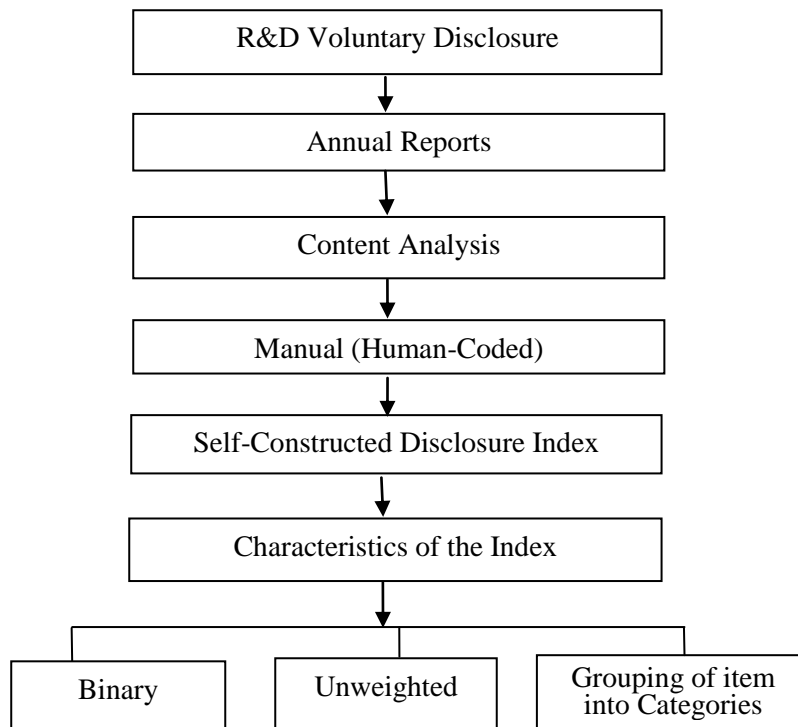 R&D Voluntary Disclosure
Annual Reports
Content Analysis
Manual (Human-Coded)
Self-Constructed Disclosure Index
Characteristics of the Index
Binary
Unweighted
Grouping of item
into Categories